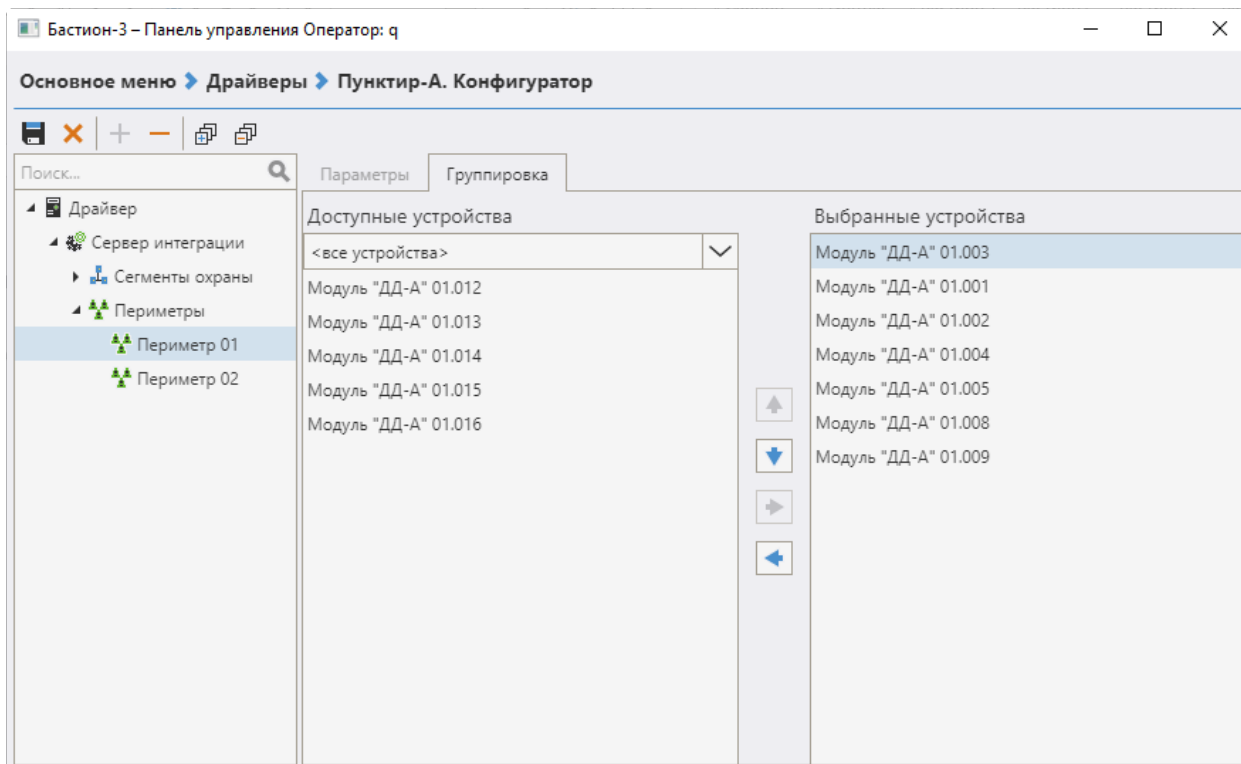 Бастион-3 – Панель управления Оператор: q
Основное меню Драйверы Пунктир-А. Конфигуратор
Поиск...
Драйвер
Сервер интеграции
Сегменты охраны
Периметры
Периметр 01
Периметр 02
Параметры Группировка
Доступные устройства
<все устройства>
Модуль "ДД-А" 01.012
Модуль "ДД-А" 01.013
Модуль "ДД-А" 01.014
Модуль "ДД-А" 01.015
Модуль "ДД-А" 01.016
Выбранные устройства
Модуль "ДД-А" 01.003
Модуль "ДД-А" 01.001
Модуль "ДД-А" 01.002
Модуль "ДД-А" 01.004
Модуль "ДД-А" 01.005
Модуль "ДД-А" 01.008
Модуль "ДД-А" 01.009